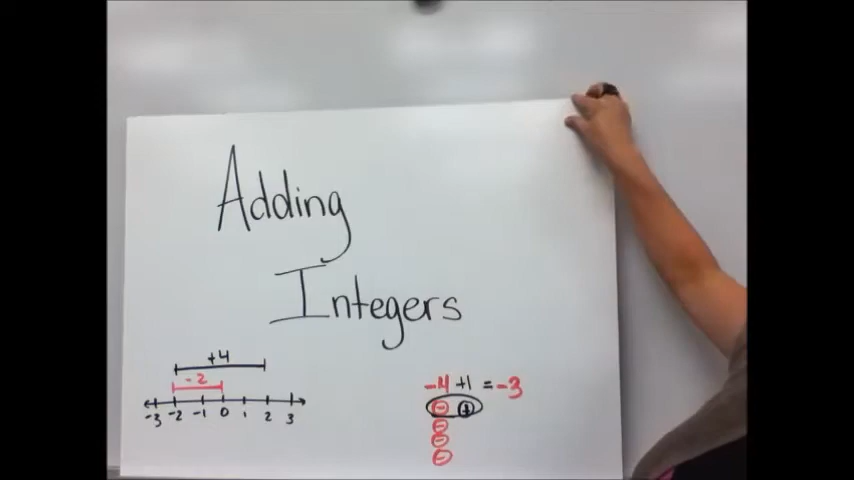 Adding
Integers
+4
-2
-3 -2 -1 0 1 2 3
-4 +1 = -3
- +
-
-
-